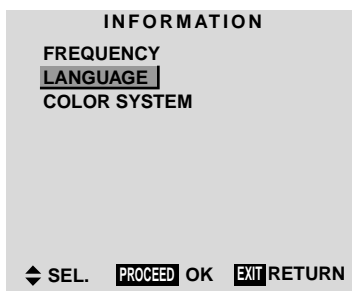 INFORMATION
FREQUENCY
LANGUAGE
COLOR SYSTEM
SEL. PROCEED OK EXIT RETURN